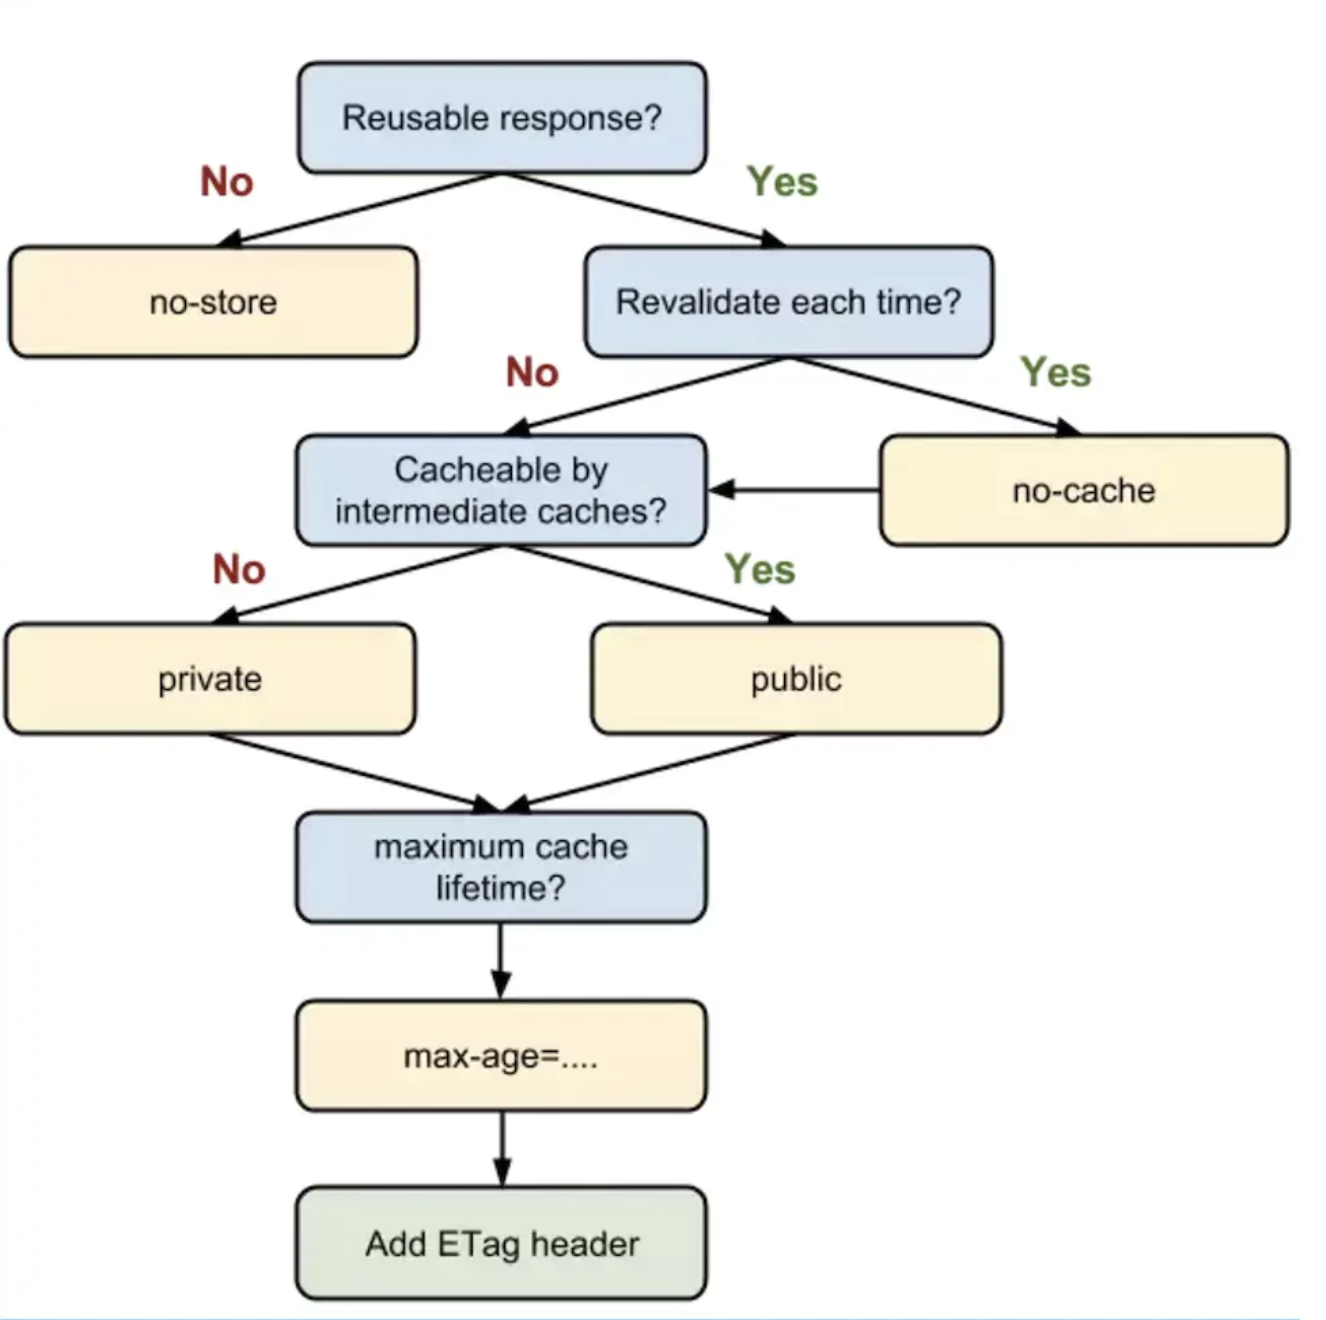 Reusable response?
No
Yes
no-store
Revalidate each time?
No
Yes
Cacheable by
intermediate caches?
no-cache
No
Yes
private
public
maximum cache
lifetime?
max-age=....
Add ETag header